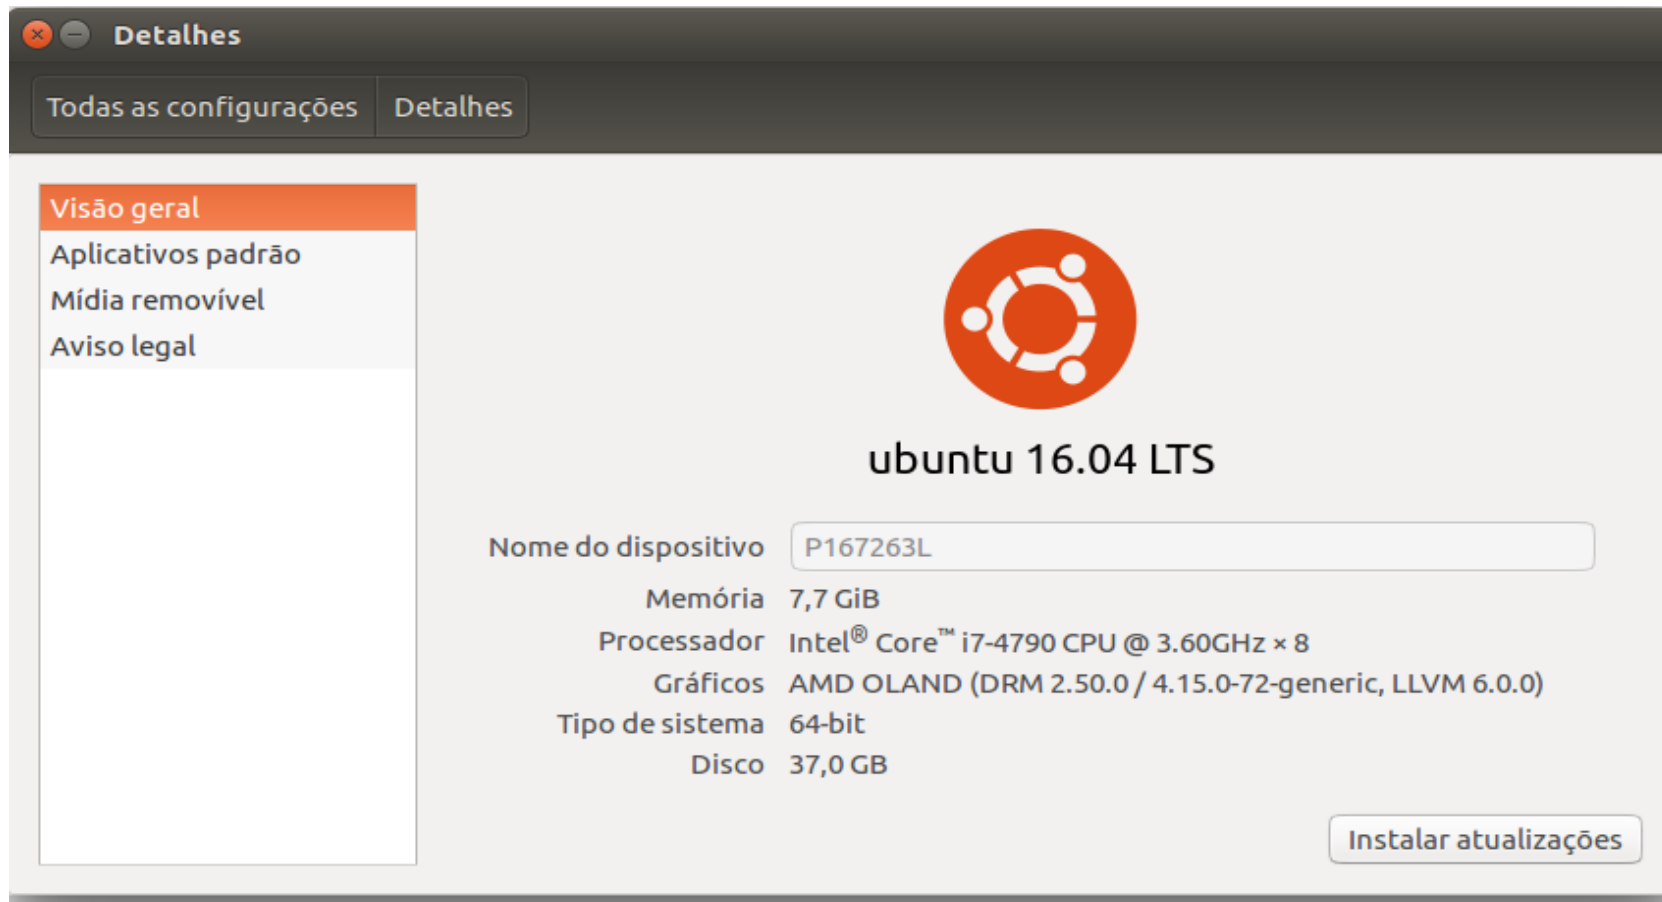 Detalhes
Todas as configurações Detalhes
Visão geral
Aplicativos padrão
Mídia removível
Aviso legal
ubuntu 16.04 LTS
Nome do dispositivo P167263L
Memória 7,7 GiB
Processador Intel® Core™ i7-4790 CPU @ 3.60GHz × 8
Gráficos AMD OLAND (DRM 2.50.0 / 4.15.0-72-generic, LLVM 6.0.0)
Tipo de sistema 64-bit
Disco 37,0 GB
Instalar atualizações